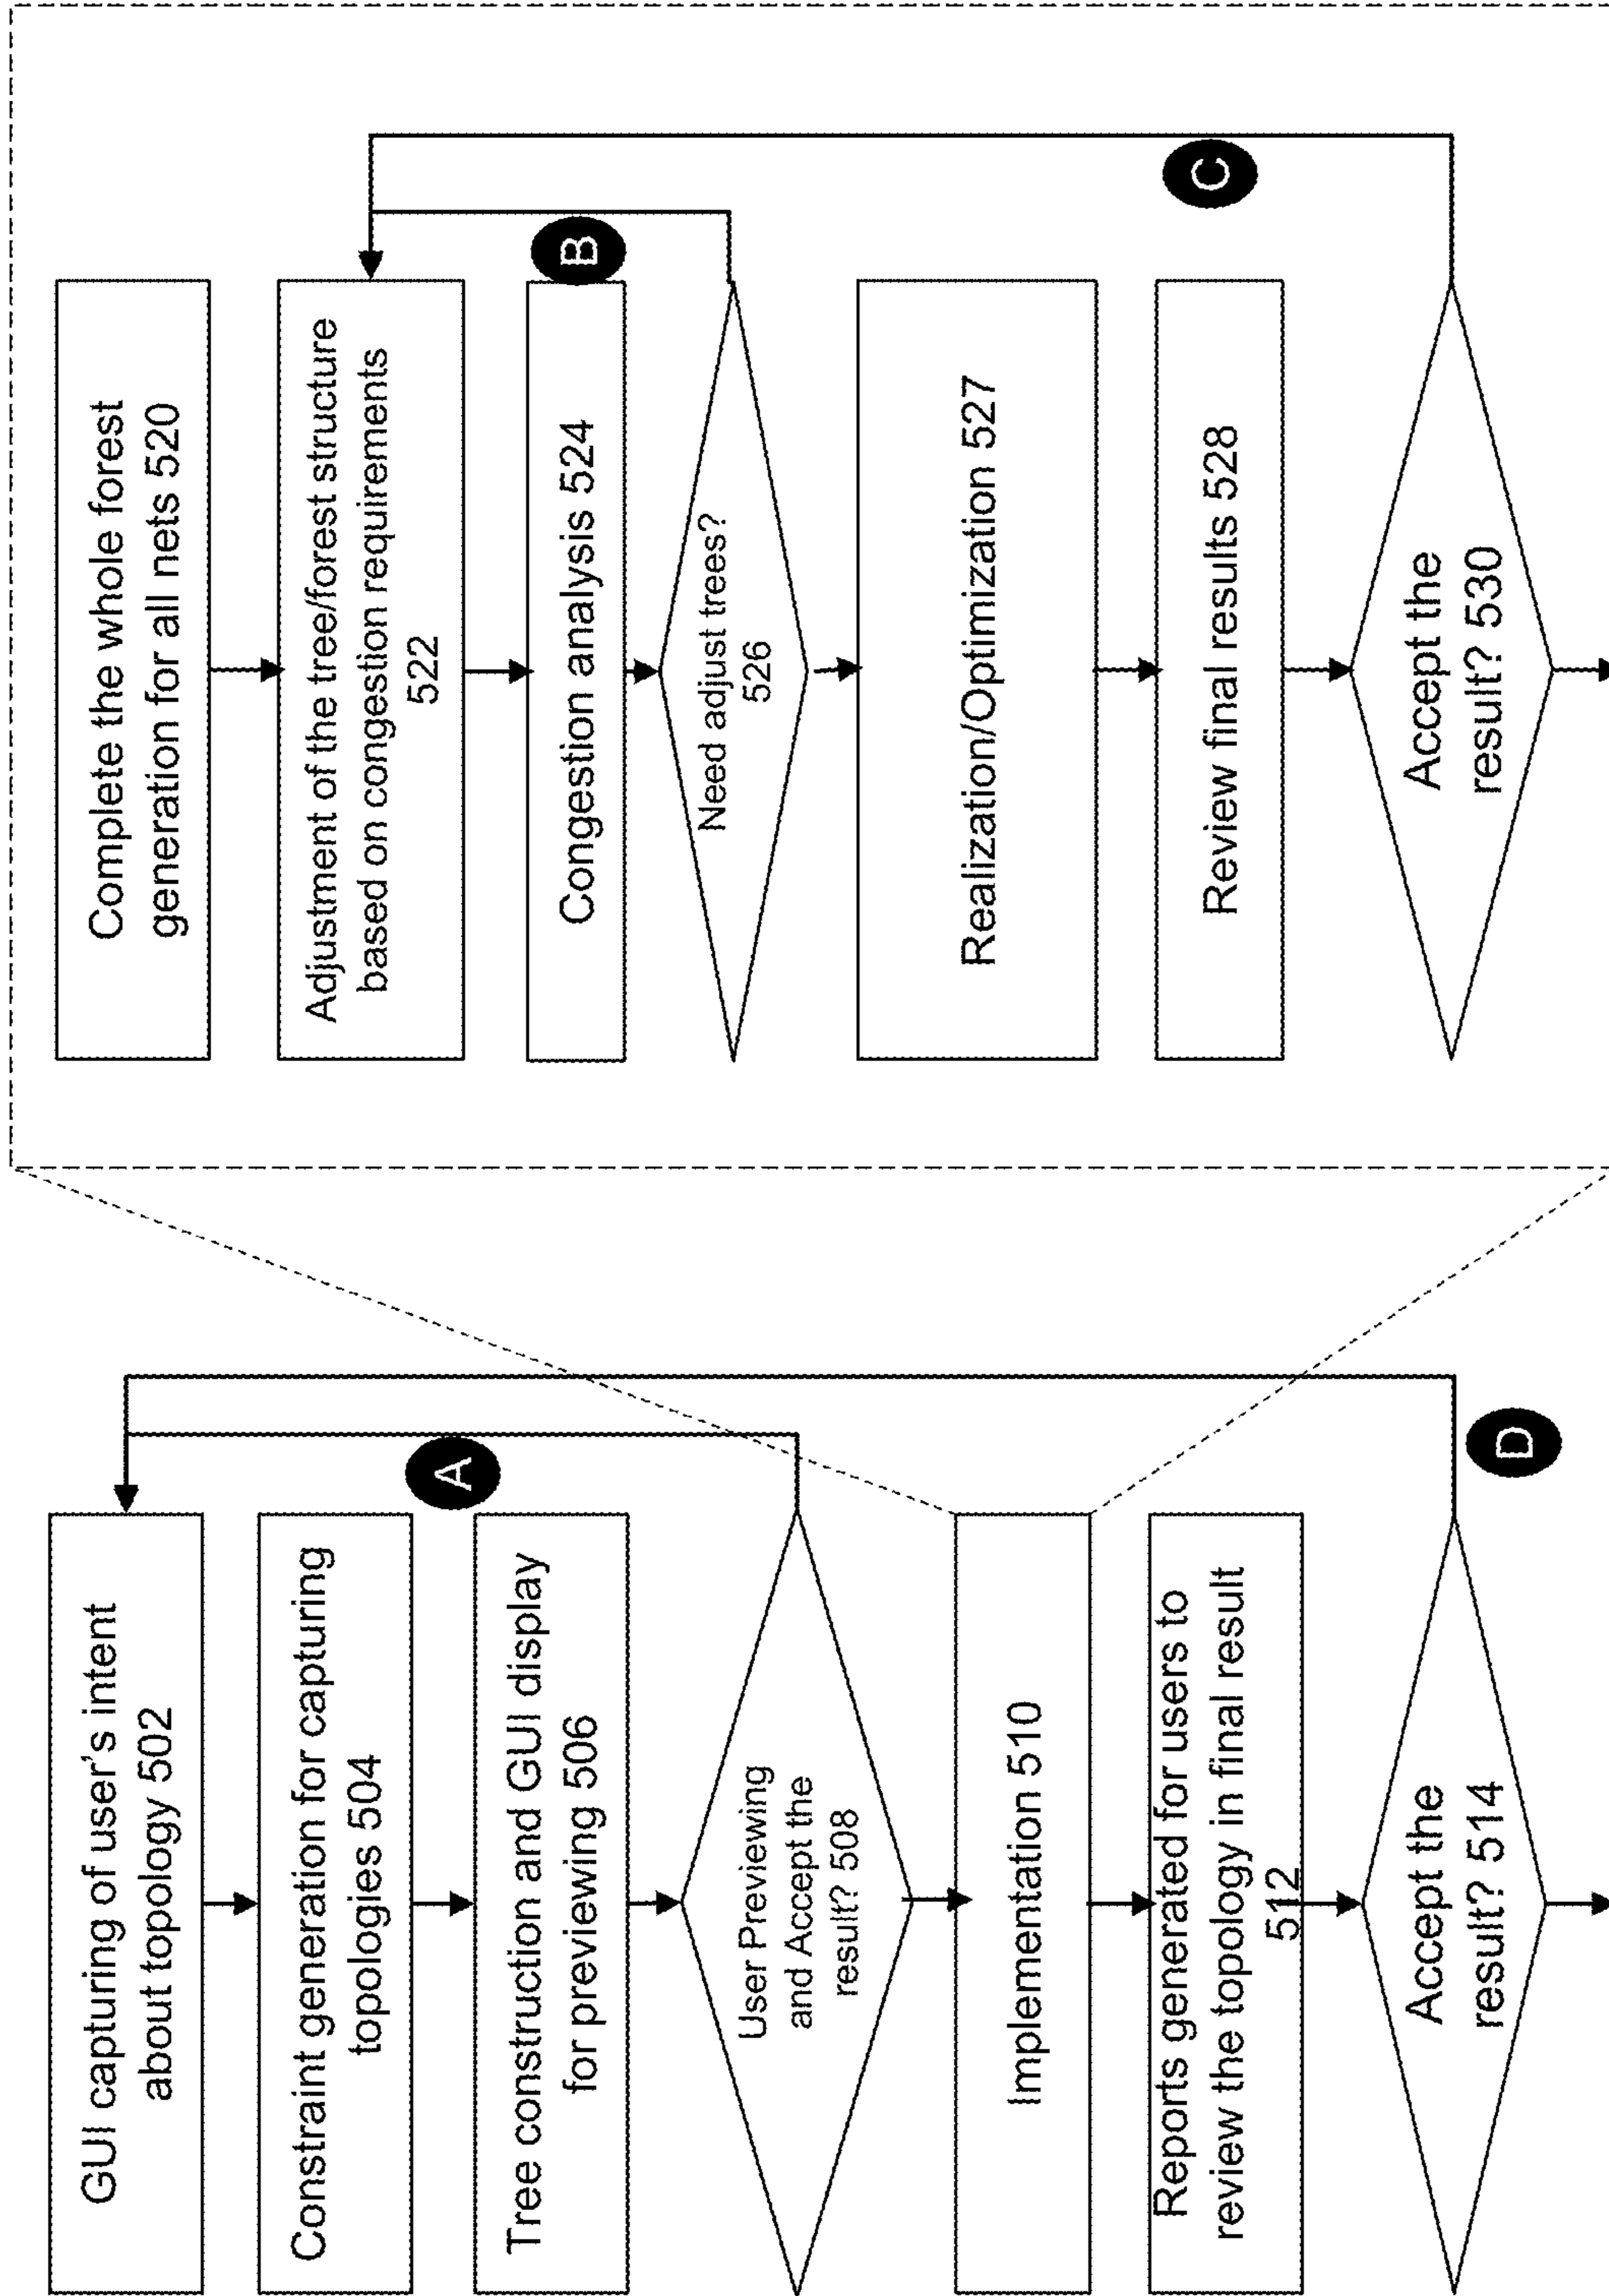 GUI capturing of user's intent
about topology 502
Constraint generation for capturing
topologies 504
A
Tree construction and GUI display
for previewing 506
User Previewing
and Accept the
result? 508
Implementation 510
Reports generated for users to
review the topology in final result
512
Accept the
result? 514
D
Complete the whole forest
generation for all nets 520
Adjustment of the tree/forest structure
based on congestion requirements
522
Congestion analysis 524
B
Need adjust trees?
526
Realization/Optimization 527
Review final results 528
C
Accept the
result? 530